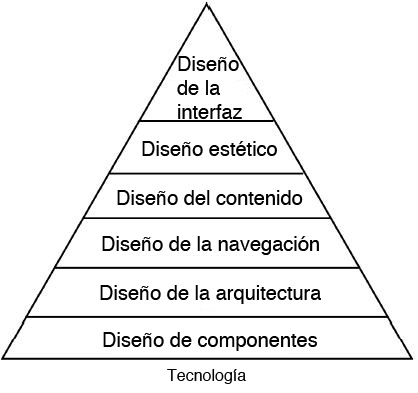 Diseño
de la
interfaz
Diseño estético
Diseño del contenido
Diseño de la navegación
Diseño de la arquitectura
Diseño de componentes
Tecnología